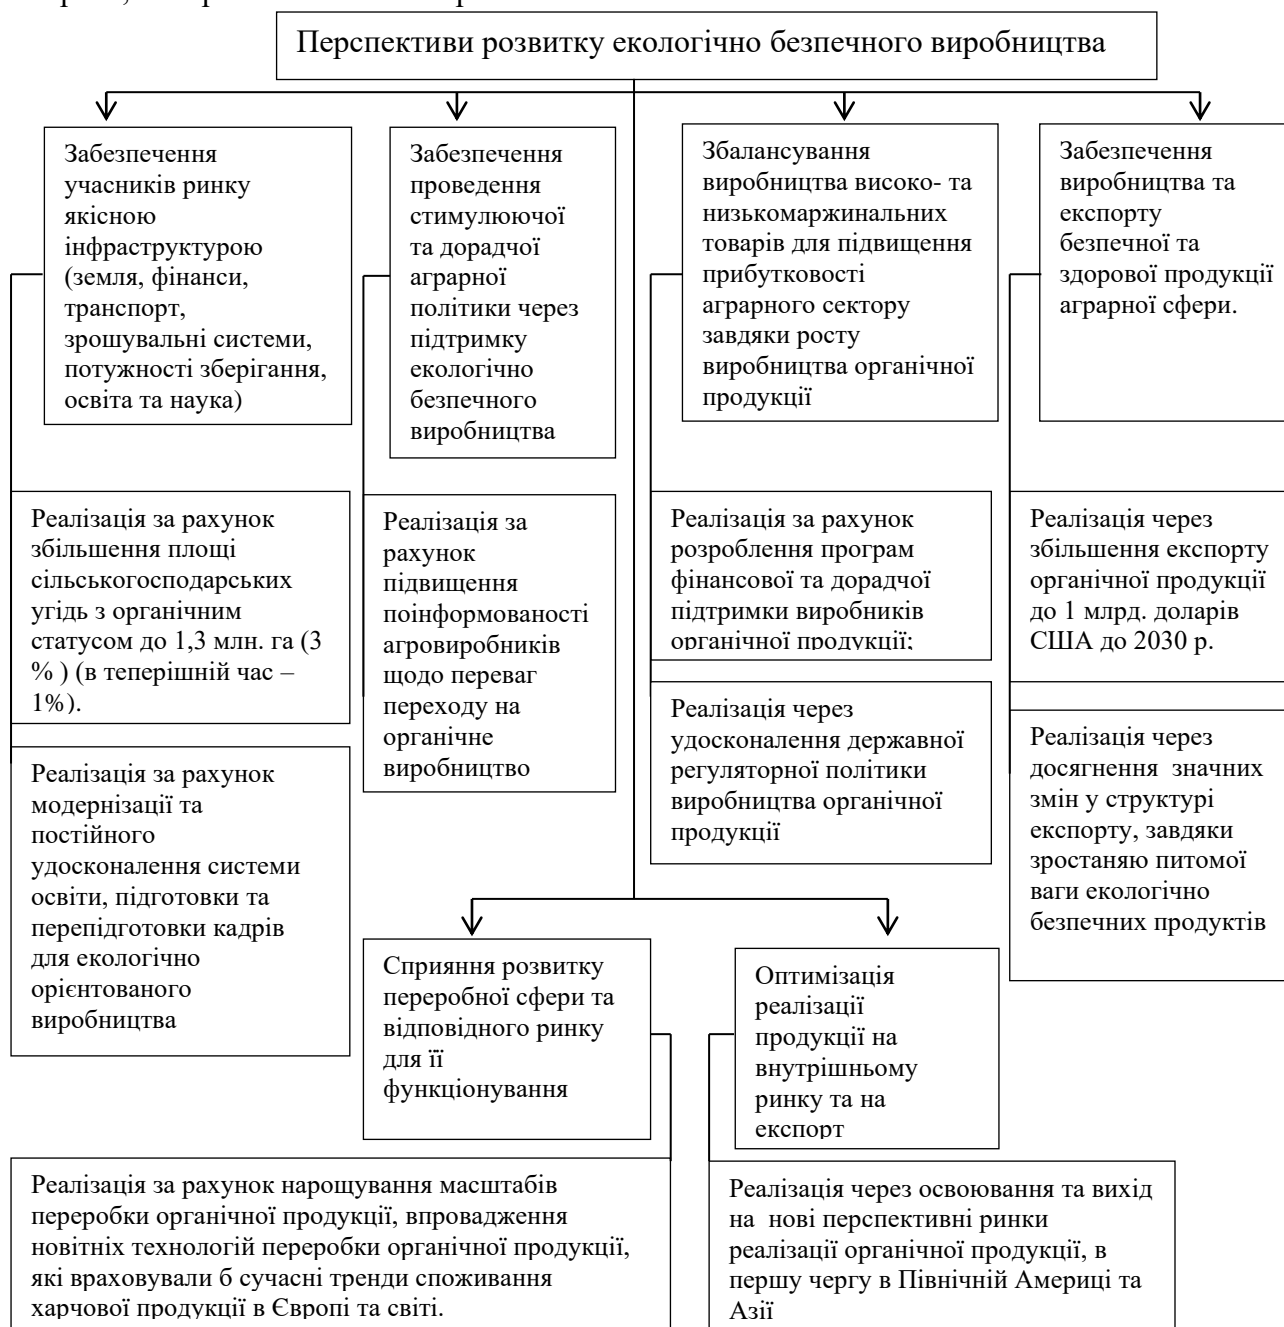 Перспективи розвитку екологічно безпечного виробництва
Забезпечення
учасників ринку
якісною
інфраструктурою
(земля, фінанси,
транспорт,
зрошувальні системи,
потужності зберігання,
освіта та наука)
Забезпечення
проведення
стимулюючої
та дорадчої
аграрної
політики через
підтримку
екологічно
безпечного
виробництва
Збалансування
виробництва високо- та
низькомаржинальних
товарів для підвищення
прибутковості
аграрного сектору
завдяки росту
виробництва органічної
продукції
Забезпечення
виробництва та
експорту
безпечної та
здорової продукції
аграрної сфери.
Реалізація за рахунок
збільшення площі
сільськогосподарських
угідь з органічним
статусом до 1,3 млн. га (3
% ) (в теперішній час –
1%).
Реалізація за
рахунок
підвищення
поінформованості
агровиробників
щодо переваг
переходу на
органічне
виробництво
Реалізація за рахунок
розроблення програм
фінансової та дорадчої
підтримки виробників
органічної продукції;
Реалізація через
збільшення експорту
органічної продукції
до 1 млрд. доларів
США до 2030 р.
Реалізація за рахунок
модернізації та
постійного
удосконалення системи
освіти, підготовки та
перепідготовки кадрів
для екологічно
орієнтованого
виробництва
Реалізація через
удосконалення державної
регуляторної політики
виробництва органічної
продукції
Реалізація через
досягнення  значних
змін у структурі
експорту, завдяки
зростаняю питомої
ваги екологічно
безпечних продуктів
Сприяння розвитку
переробної сфери та
відповідного ринку
для її
функціонування
Оптимізація
реалізації
продукції на
внутрішньому
ринку та на
експорт
Реалізація за рахунок нарощування масштабів
переробки органічної продукції, впровадження
новітніх технологій переробки органічної продукції,
які враховували б сучасні тренди споживання
харчової продукції в Європі та світі.
Реалізація через освоювання та вихід
на  нові перспективні ринки
реалізації органічної продукції, в
першу чергу в Північній Америці та
Азії